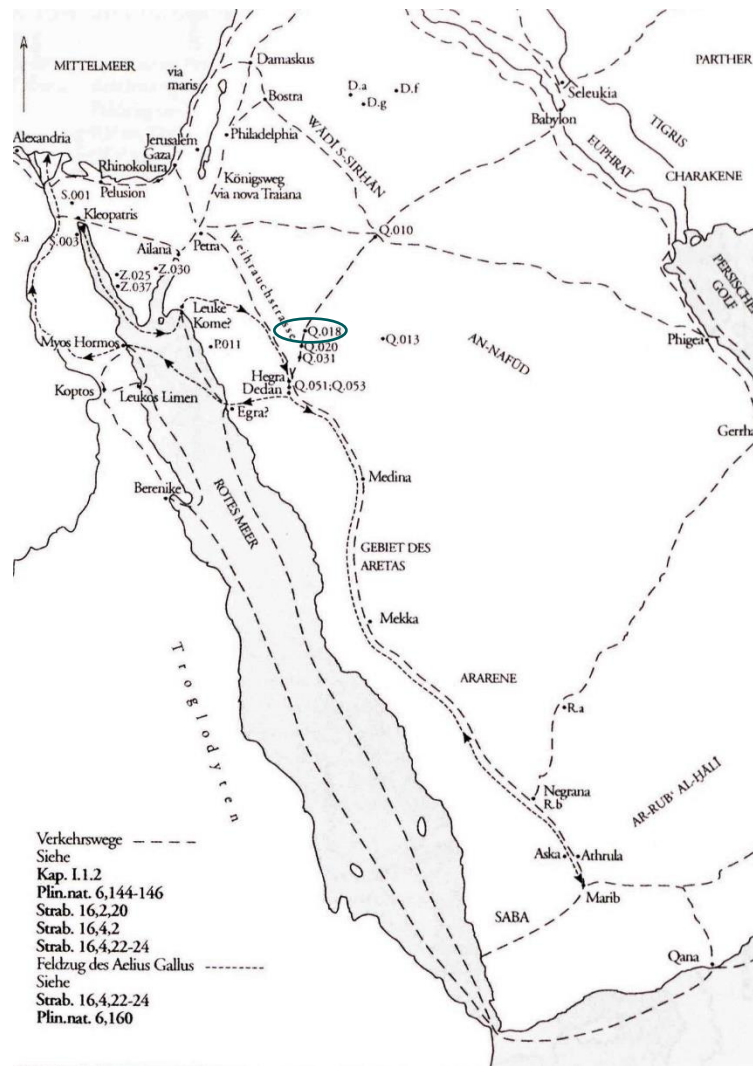 MITTELMEER
via
maris
Damaskus
D.a
D.f
D.g
PARTHER
Seleukia
Bostra
Babylon
TIGRIS
Alexandria
Jerusalem
Gaza
Philadelphia
WADI S-SIRHĀN
EUPHRAT
CHARAKENE
Rhinokolura
Pelusion
Königsweg
via nova Traiana
S.001
Kleopatris
S.a
S.003
Ailana
Petra
Q.010
Z.025
Z.030
Z.037
Weihrauchstrasse
PERSISCHER
GOLF
Leuke
Kome?
Q.018
AN-NAFŪD
Myos Hormos
P.011
Q.020
Q.013
Q.031
Phigea
Hegra
Dedan
Q.051;Q.053
Koptos
Leukos Limen
Egra?
Gerrha
Berenike
ROTES MEER
Medina
GEBIET DES
ARETAS
Mekka
Troglodyten
ARARENE
R.a
Negrana
R.b
AR-RUB' AL-ḪĀLĪ
Aska
Athrula
Marib
SABA
Qana
Verkehrswege
Siehe
Kap. I.1.2
Plin.nat. 6,144-146
Strab. 16,2,20
Strab. 16,4,2
Strab. 16,4,22-24
Feldzug des Aelius Gallus
Siehe
Strab. 16,4,22-24
Plin.nat. 6,160